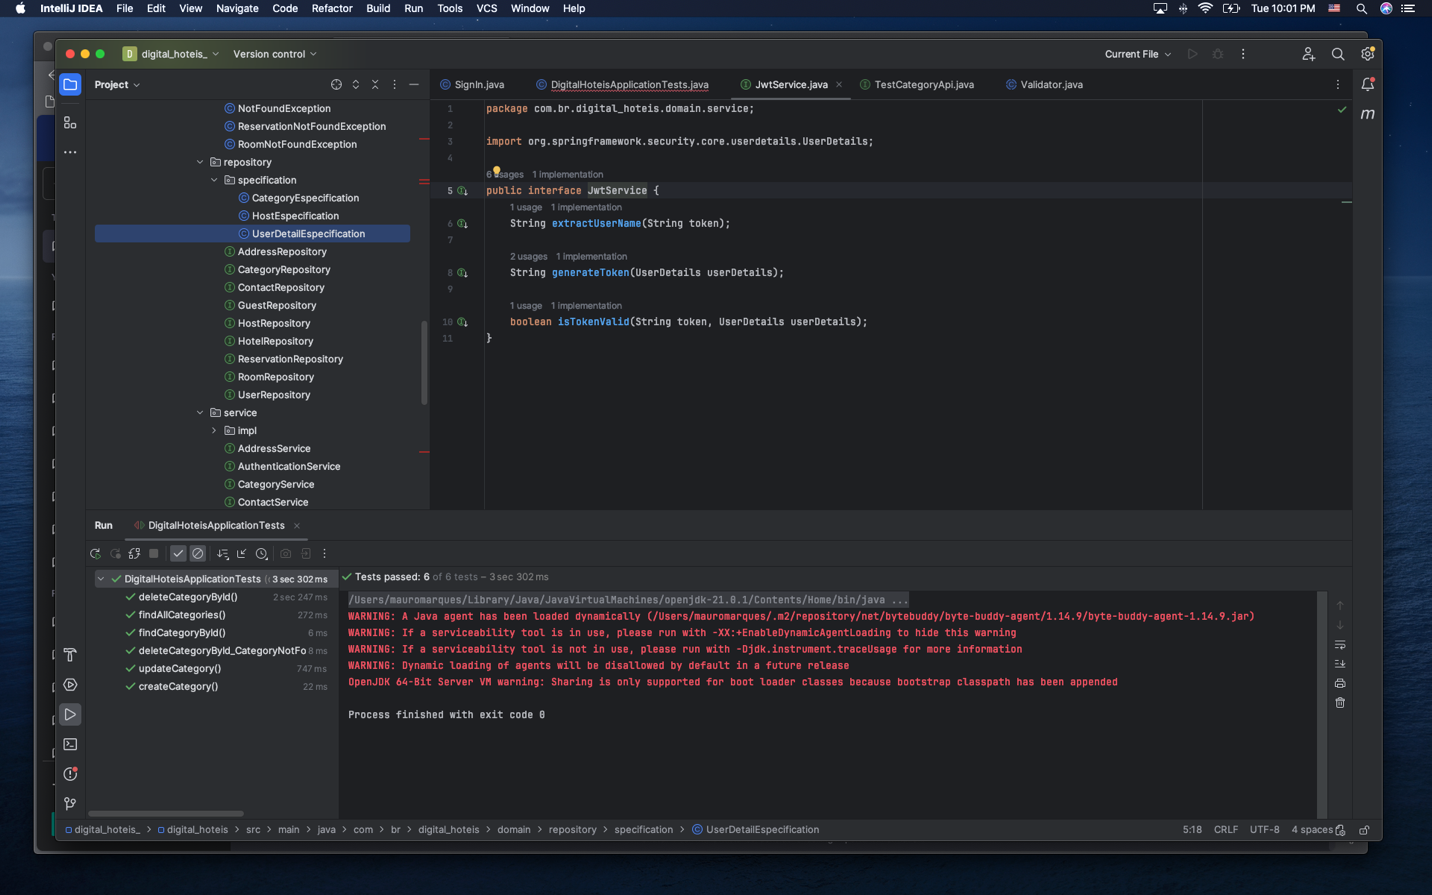 IntelliJ IDEA File Edit View Navigate Code Refactor Build Run Tools VCS Window Help Tue 10:01 PM
D digital_hoteis_ Version control Current File
Project
SignIn.java DigitalHoteisApplicationTests.java JwtService.java TestCategoryApi.java Validator.java
NotFoundException
ReservationNotFoundException
RoomNotFoundException
repository
specification
CategoryEspecification
HostEspecification
UserDetailEspecification
AddressRepository
CategoryRepository
ContactRepository
GuestRepository
HostRepository
HotelRepository
ReservationRepository
RoomRepository
UserRepository
service
impl
AddressService
AuthenticationService
CategoryService
ContactService
1 package com.br.digital_hoteis.domain.service;
2
3 import org.springframework.security.core.userdetails.UserDetails;
4
6 usages 1 implementation
5 public interface JwtService {
1 usage 1 implementation
6 String extractUserName(String token);
7
2 usages 1 implementation
8 String generateToken(UserDetails userDetails);
9
1 usage 1 implementation
10 boolean isTokenValid(String token, UserDetails userDetails);
11 }
m
Run DigitalHoteisApplicationTests
DigitalHoteisApplicationTests 3 sec 302 ms
deleteCategoryById() 2 sec 247 ms
findAllCategories() 272 ms
findCategoryById() 6 ms
deleteCategoryById_CategoryNotFo 8 ms
updateCategory() 747 ms
createCategory() 22 ms
Tests passed: 6 of 6 tests – 3 sec 302 ms
/Users/mauromarques/Library/Java/JavaVirtualMachines/openjdk-21.0.1/Contents/Home/bin/java ...
WARNING: A Java agent has been loaded dynamically (/Users/mauromarques/.m2/repository/net/bytebuddy/byte-buddy-agent/1.14.9/byte-buddy-agent-1.14.9.jar)
WARNING: If a serviceability tool is in use, please run with -XX:+EnableDynamicAgentLoading to hide this warning
WARNING: If a serviceability tool is not in use, please run with -Djdk.instrument.traceUsage for more information
WARNING: Dynamic loading of agents will be disallowed by default in a future release
OpenJDK 64-Bit Server VM warning: Sharing is only supported for boot loader classes because bootstrap classpath has been appended
Process finished with exit code 0
digital_hoteis_ > digital_hoteis > src > main > java > com > br > digital_hoteis > domain > repository > specification > UserDetailEspecification 5:18 CRLF UTF-8 4 spaces